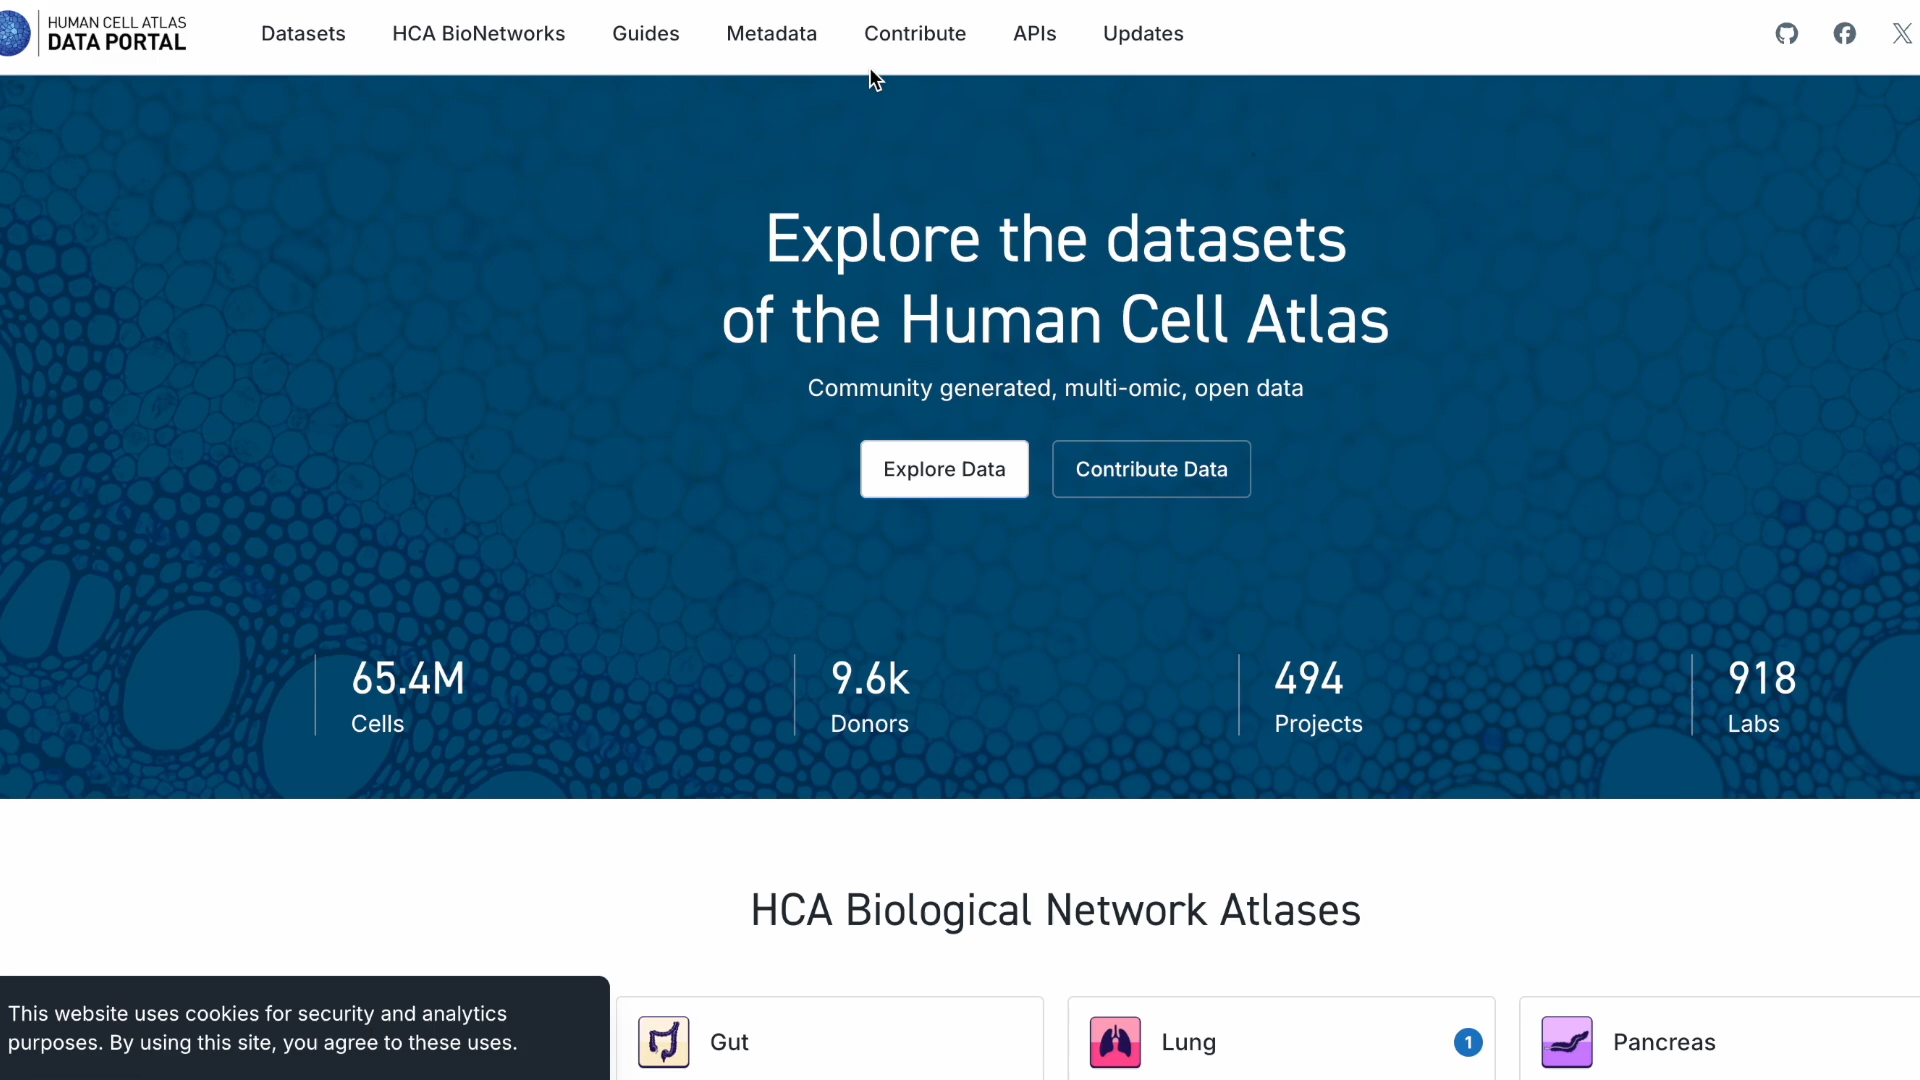 HUMAN CELL ATLAS
DATA PORTAL
Datasets
HCA BioNetworks
Guides
Metadata
Contribute
APIs
Updates
Explore the datasets
of the Human Cell Atlas
Community generated, multi-omic, open data
Explore Data
Contribute Data
65.4M
Cells
9.6k
Donors
494
Projects
918
Labs
HCA Biological Network Atlases
This website uses cookies for security and analytics
purposes. By using this site, you agree to these uses.
Gut
Lung
1
Pancreas